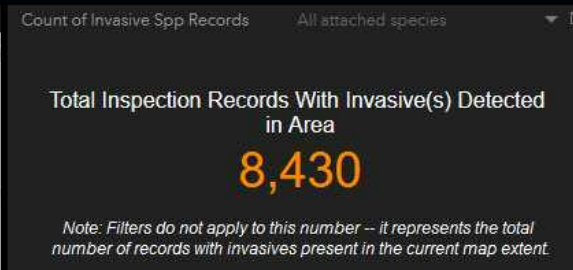 Count of Invasive Spp Records All attached species
Total Inspection Records With Invasive(s) Detected
in Area
8,430
Note: Filters do not apply to this number -- it represents the total
number of records with invasives present in the current map extent.